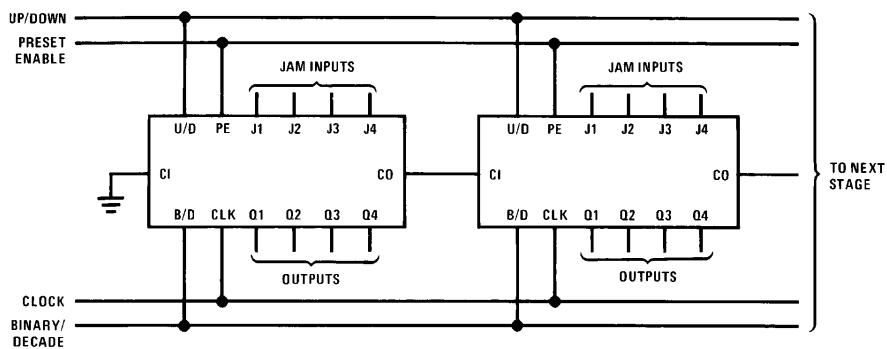 UP/DOWN
PRESET
ENABLE
JAM INPUTS
JAM INPUTS
U/D PE J1 J2 J3 J4
U/D PE J1 J2 J3 J4
CI CO
CI CO
TO NEXT
STAGE
B/D CLK Q1 Q2 Q3 Q4
B/D CLK Q1 Q2 Q3 Q4
OUTPUTS
OUTPUTS
CLOCK
BINARY/
DECADE